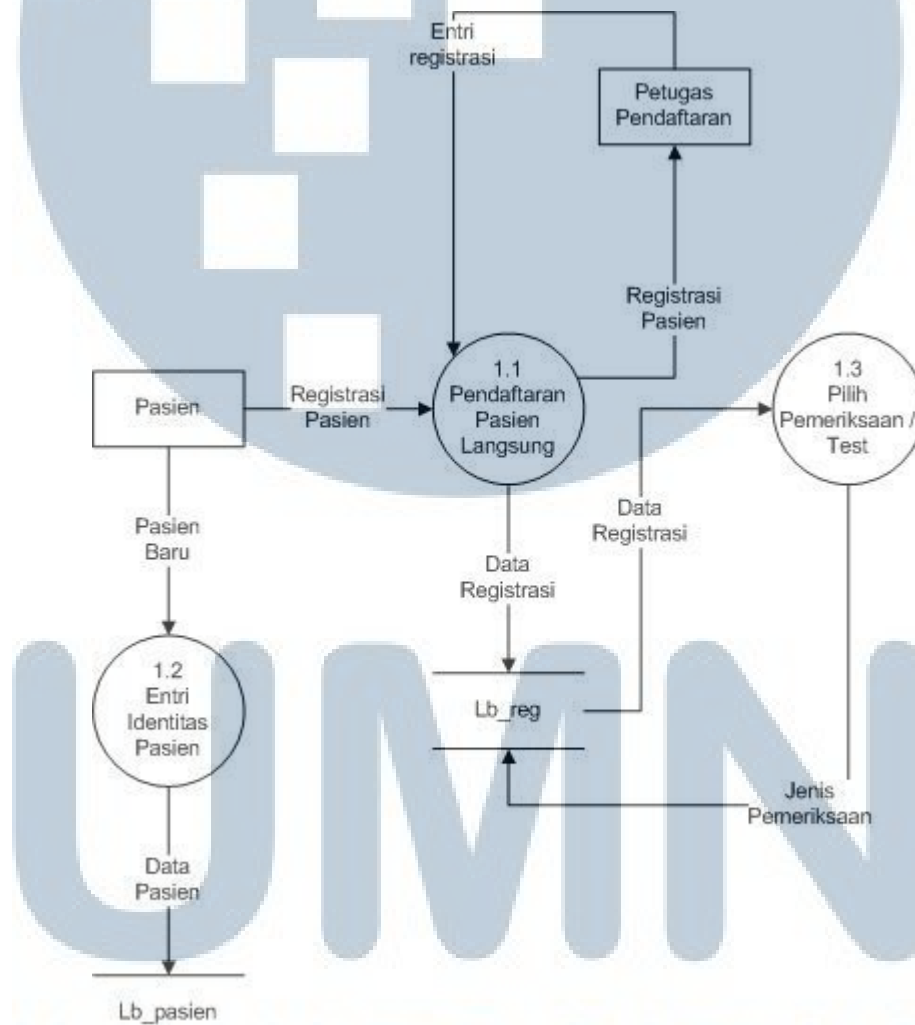 Entri
registrasi
Petugas
Pendaftaran
Registrasi
Pasien
Pasien
Registrasi
Pasien
1.1
Pendaftaran
Pasien
Langsung
1.3
Pilih
Pemeriksaan /
Test
Pasien
Baru
Data
Registrasi
Data
Registrasi
1.2
Entri
Identitas
Pasien
Lb_reg
Jenis
Pemeriksaan
Data
Pasien
Lb_pasien
UMN